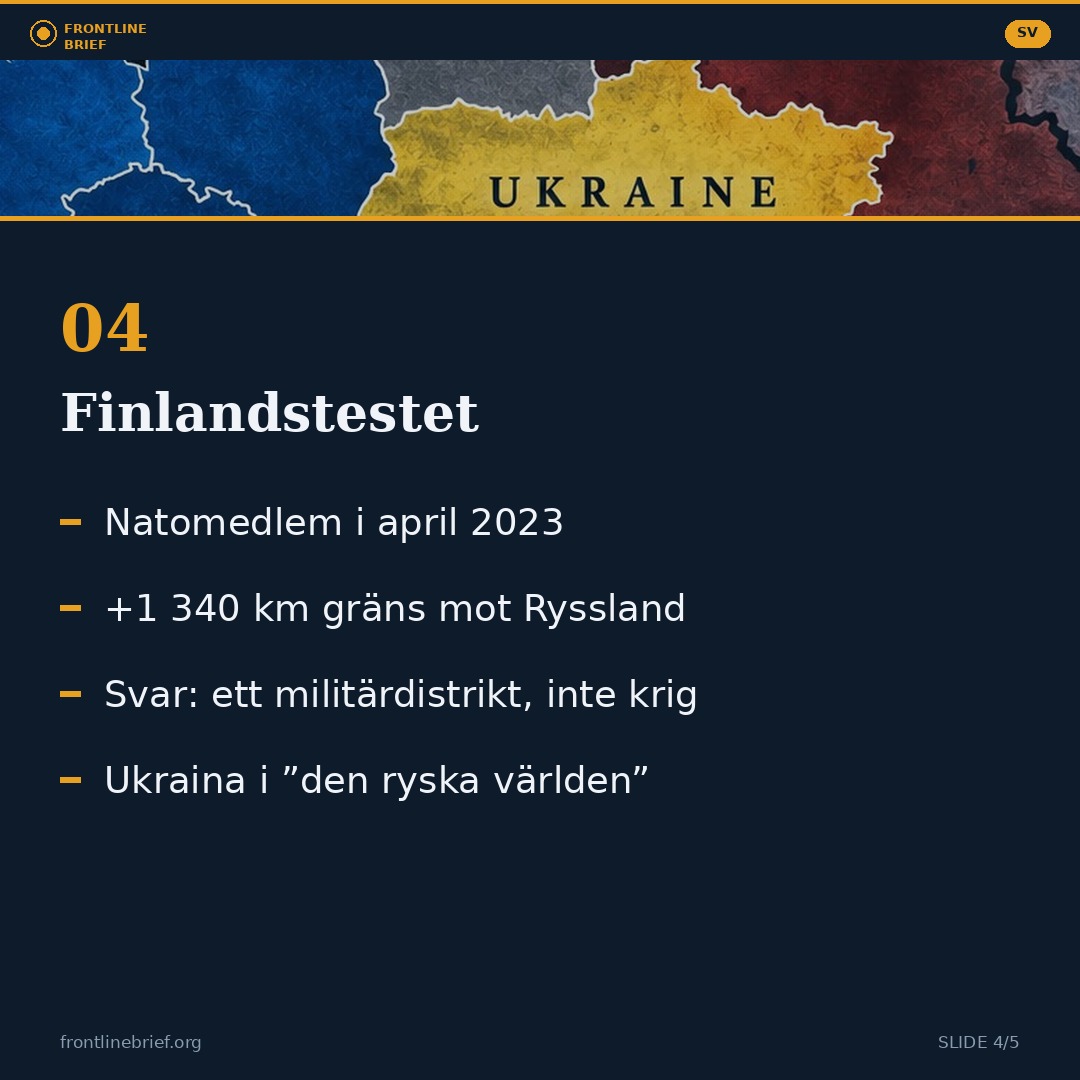 FRONTLINE
BRIEF
SV
UKRAINE
04
Finlandstestet
Natomedlem i april 2023
+1 340 km gräns mot Ryssland
Svar: ett militärdistrikt, inte krig
Ukraina i ”den ryska världen”
frontlinebrief.org
SLIDE 4/5